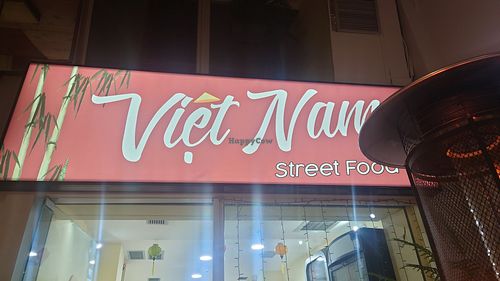 Việt Nam
HappyCow
Street Food